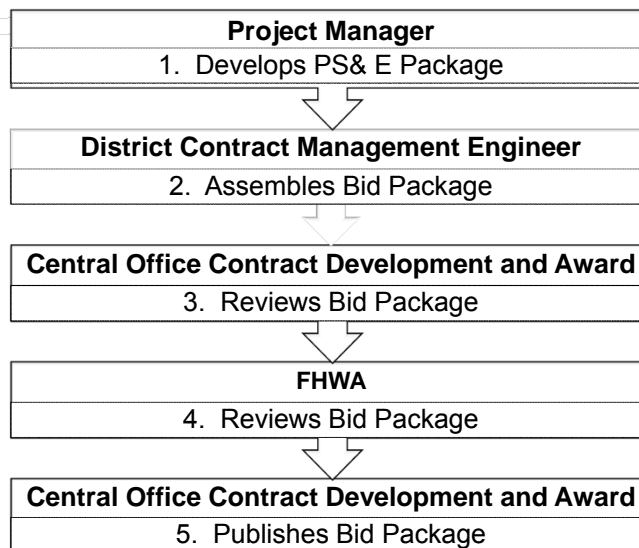 Project Manager
1. Develops PS& E Package
District Contract Management Engineer
2. Assembles Bid Package
Central Office Contract Development and Award
3. Reviews Bid Package
FHWA
4. Reviews Bid Package
Central Office Contract Development and Award
5. Publishes Bid Package